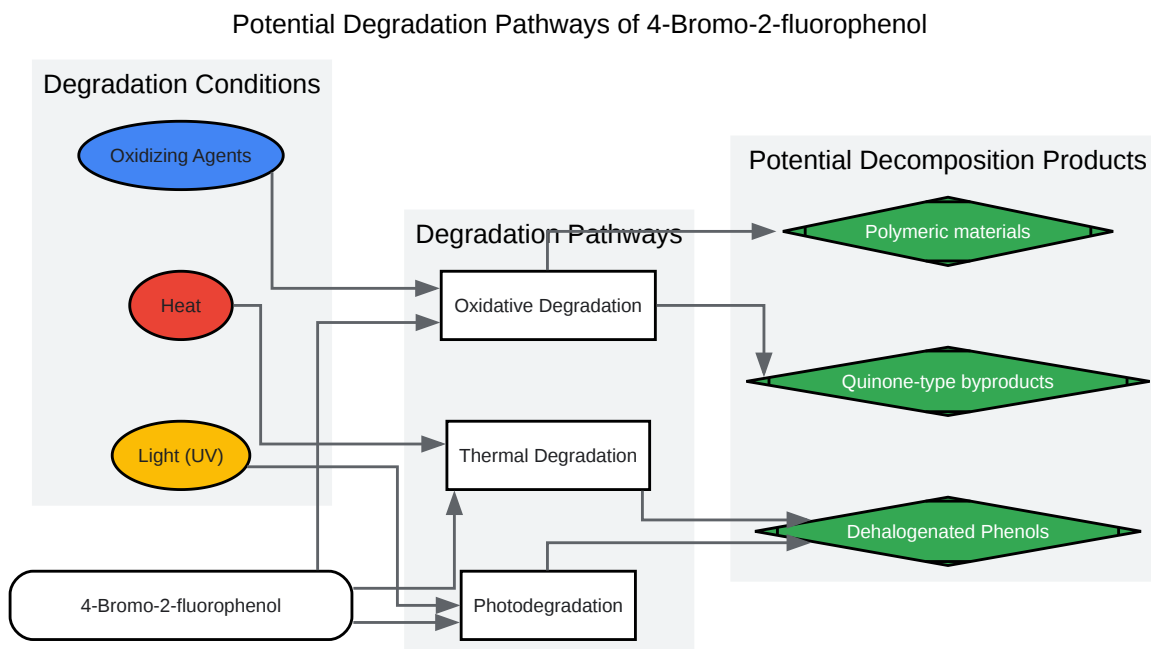 Potential Degradation Pathways of 4-Bromo-2-fluorophenol
Degradation Conditions
Oxidizing Agents
Heat
Light (UV)
4-Bromo-2-fluorophenol
Degradation Pathways
Oxidative Degradation
Thermal Degradation
Photodegradation
Potential Decomposition Products
Polymeric materials
Quinone-type byproducts
Dehalogenated Phenols